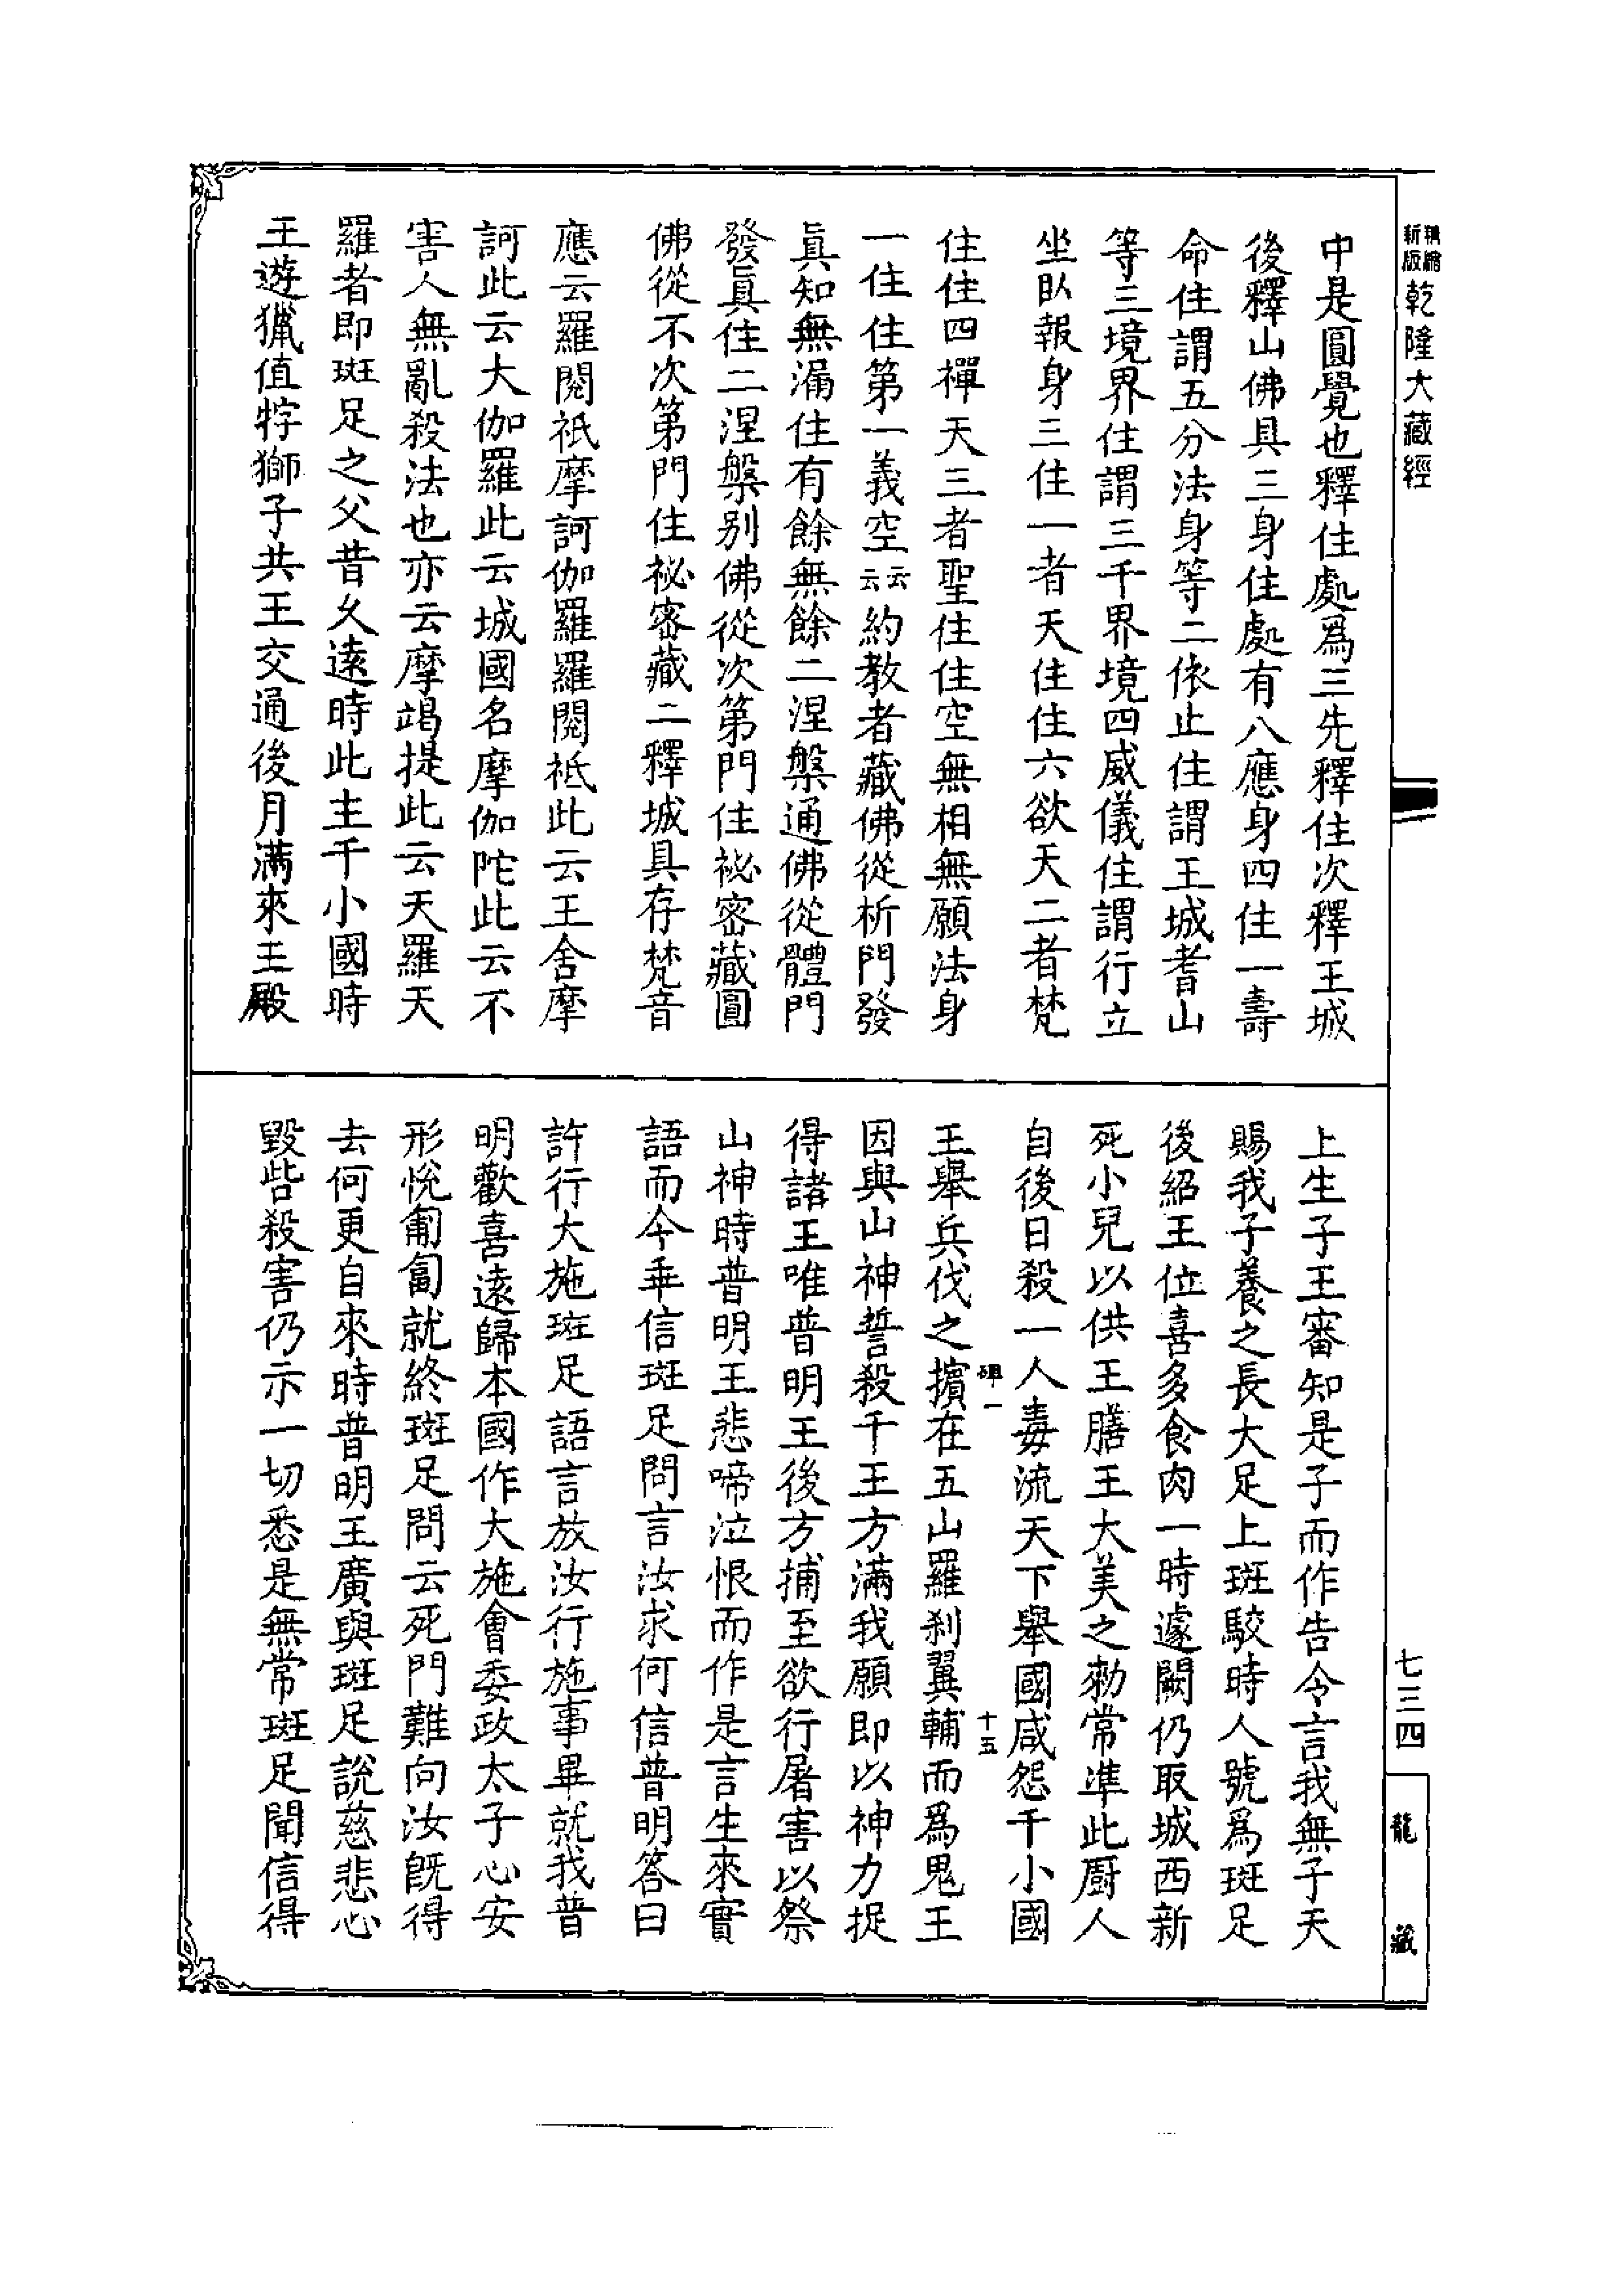 精縮
新版
乾隆大藏經
中是圓覺也釋住處爲三先釋住次釋王城
後釋山佛具三身住處有八應身四住一壽
命住謂五分法身等二依止住謂王城耆山
等三境界住謂三千界境四威儀住謂行立
坐臥報身三住一者天住住六欲天二者梵
住住四禪天三者聖住住空無相無願法身
一住住第一義空云云約教者藏佛從析門發
眞知無漏住有餘無餘二涅槃通佛從體門
發眞住二涅槃别佛從次第門住祕密藏圓
佛從不次第門住祕密藏二釋城具存梵音
應云羅閱祇摩訶伽羅羅閱祇此云王舍摩
訶此云大伽羅此云城國名摩伽陀此云不
害人無亂殺法也亦云摩竭提此云天羅天
羅者即斑足之父昔久遠時此主千小國時
王遊獵值牸獅子共王交通後月滿來王殿
上生子王審知是子而作告令言我無子天
賜我子養之長大足上斑駮時人號爲斑足
後紹王位喜多食肉一時遽闕仍取城西新
死小兒以供王膳王大美之勑常準此厨人
自後日殺一人毒流天下舉國咸怨千小國
王舉兵伐之擯在五山羅刹翼輔而爲鬼王
十五
因與山神誓殺千王方滿我願即以神力捉
得諸王唯普明王後方捕至欲行屠害以祭
山神時普明王悲啼泣恨而作是言生來實
語而今乖信斑足問言汝求何信普明答曰
許行大施斑足語言放汝行施事畢就我普
明歡喜遠歸本國作大施會委政太子心安
形悅匍匐就終斑足問云死門難向汝旣得
去何更自來時普明王廣與斑足說慈悲心
毀呰殺害仍示一切悉是無常斑足聞信得
七三四
龍藏